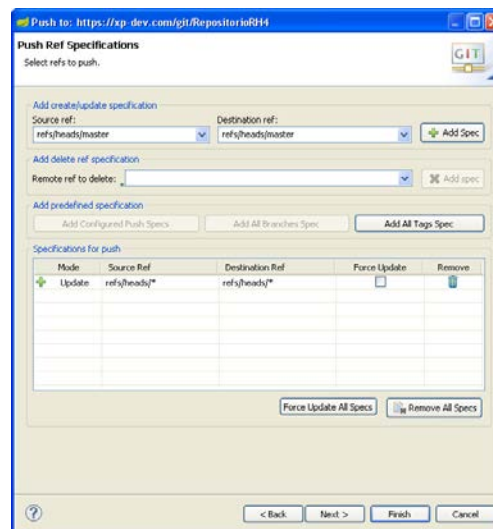 Push to: https://xp-dev.com/git/RepositorioRH4
Push Ref Specifications
Select refs to push.
GIT
Add create/update specification
Source ref: Destination ref:
refs/heads/master refs/heads/master Add Spec
Add delete ref specification
Remote ref to delete: Add spec
Add predefined specification
Add Configured Push Specs Add All Branches Spec Add All Tags Spec
Specifications for push
Mode Source Ref Destination Ref Force Update Remove
Update refs/heads/* refs/heads/*
Force Update All Specs Remove All Specs
? < Back Next > Finish Cancel